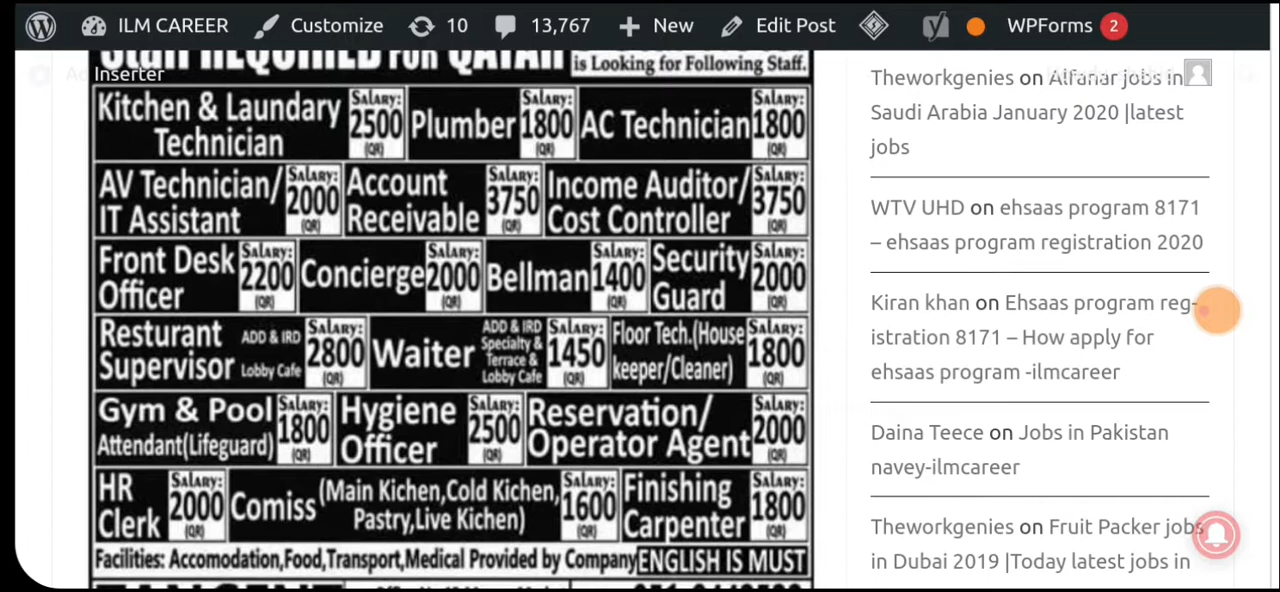 ILM CAREER Customize 10 13,767 New Edit Post WPForms 2
Ad Inserter
Staff REQUIRED FOR QATAR
is Looking for Following Staff.
Kitchen & Laundary Technician SALARY: 2500 (QR) Plumber SALARY: 1800 (QR) AC Technician SALARY: 1800 (QR)
AV Technician/ IT Assistant SALARY: 2000 (QR) Account Receivable SALARY: 3750 (QR) Income Auditor/ Cost Controller SALARY: 3750 (QR)
Front Desk Officer SALARY: 2200 (QR) Concierge SALARY: 2000 (QR) Bellman SALARY: 1400 (QR) Security Guard SALARY: 2000 (QR)
Resturant Supervisor ADD & IRD Lobby Cafe SALARY: 2800 (QR) Waiter ADD & IRD Specialty & Terrace & Lobby Cafe SALARY: 1450 (QR) Floor Tech.(House keeper/Cleaner) SALARY: 1800 (QR)
Gym & Pool Attendant(Lifeguard) SALARY: 1800 (QR) Hygiene Officer SALARY: 2500 (QR) Reservation/ Operator Agent SALARY: 2000 (QR)
HR Clerk SALARY: 2000 (QR) Comiss (Main Kichen,Cold Kichen, Pastry,Live Kichen) SALARY: 1600 (QR) Finishing Carpenter SALARY: 1800 (QR)
Facilities: Accomodation,Food,Transport,Medical Provided by Company ENGLISH IS MUST
Theworkgenies on Alfanar jobs in
Saudi Arabia January 2020 |latest
jobs
WTV UHD on ehsaas program 8171
– ehsaas program registration 2020
Kiran khan on Ehsaas program reg-
istration 8171 – How apply for
ehsaas program -ilmcareer
Daina Teece on Jobs in Pakistan
navey-ilmcareer
Theworkgenies on Fruit Packer jobs
in Dubai 2019 |Today latest jobs in